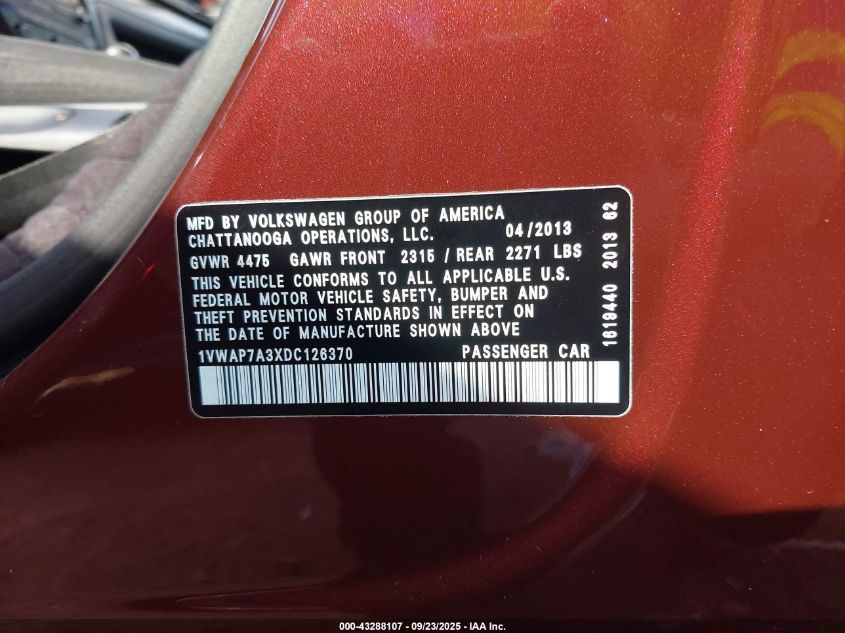 MFD BY VOLKSWAGEN GROUP OF AMERICA
CHATTANOOGA OPERATIONS, LLC. 04/2013
GVWR 4475 GAWR FRONT 2315 / REAR 2271 LBS
THIS VEHICLE CONFORMS TO ALL APPLICABLE U.S.
FEDERAL MOTOR VEHICLE SAFETY, BUMPER AND
THEFT PREVENTION STANDARDS IN EFFECT ON
THE DATE OF MANUFACTURE SHOWN ABOVE
1VWAP7A3XDC126370 PASSENGER CAR
1619440 2013 62
000-43288107 - 09/23/2025 - IAA Inc.